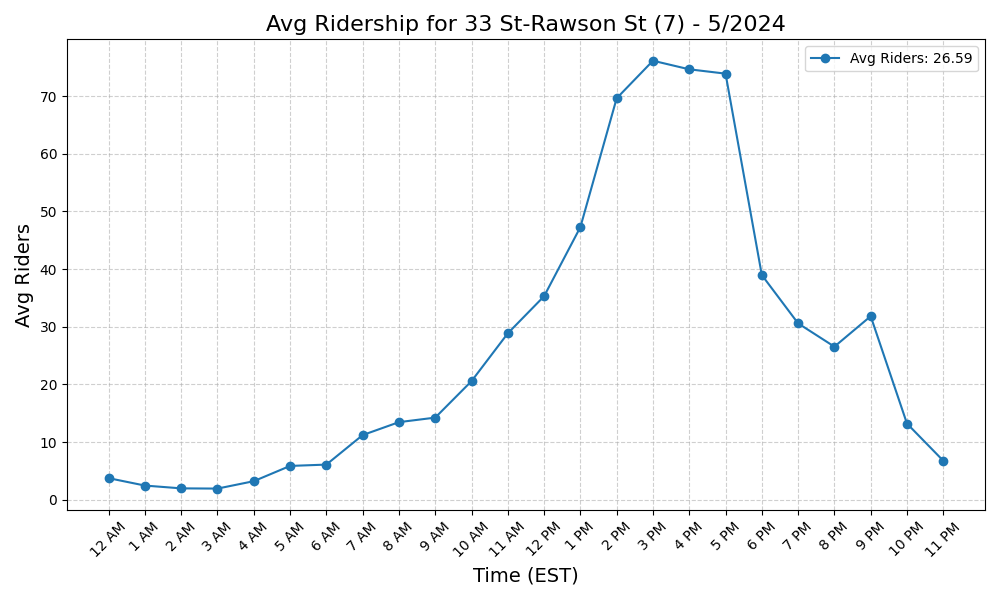 Avg Ridership for 33 St-Rawson St (7) - 5/2024
Avg Riders: 26.59
Avg Riders
70
60
50
40
30
20
10
0
12 AM
1 AM
2 AM
3 AM
4 AM
5 AM
6 AM
7 AM
8 AM
9 AM
10 AM
11 AM
12 PM
1 PM
2 PM
3 PM
4 PM
5 PM
6 PM
7 PM
8 PM
9 PM
10 PM
11 PM
Time (EST)